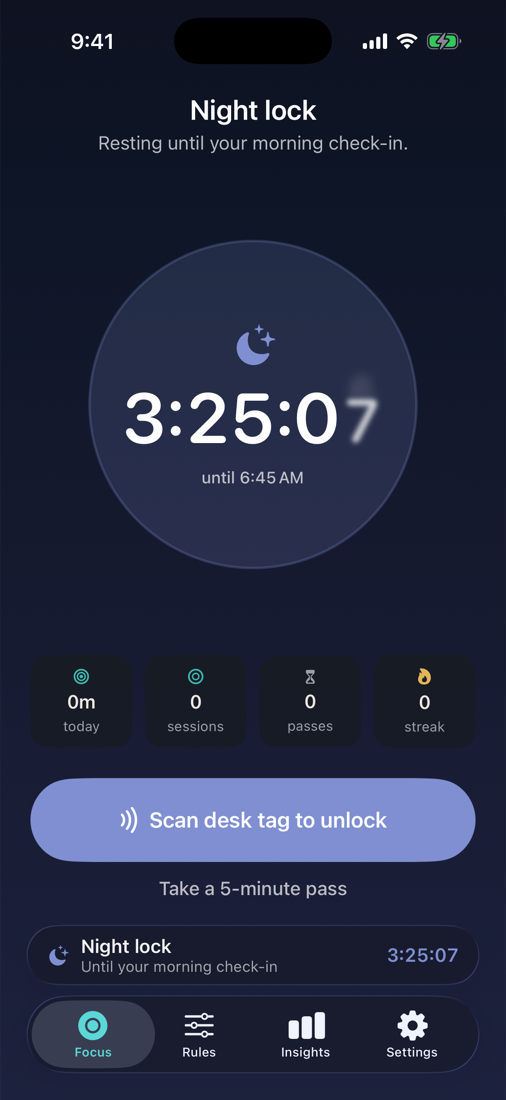 9:41
Night lock
Resting until your morning check-in.
3:25:07
until 6:45 AM
0m
today
0
sessions
0
passes
0
streak
Scan desk tag to unlock
Take a 5-minute pass
Night lock
Until your morning check-in
3:25:07
Focus
Rules
Insights
Settings